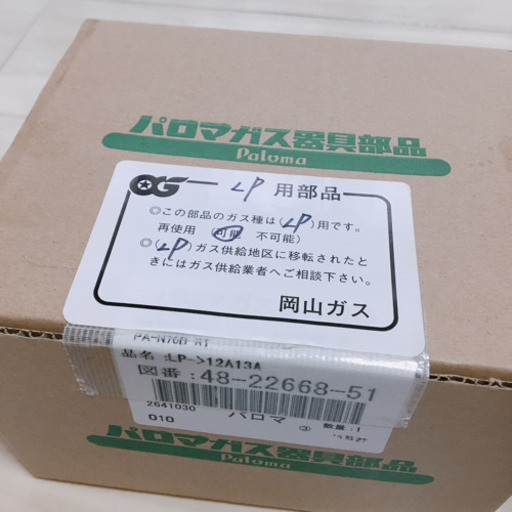 パロマガス器具部品
Paloma
OG LP 用部品
◎この部品のガス種は(LP)用です。
再使用 (可能 不可能)
◎(LP)ガス供給地区に移転されたと
きにはガス供給業者へご相談下さい。
岡山ガス
PA-N70B-R1
品名:LP->12A13A
図番:48-22668-51
2641030
01D パロマ ③ 数量:1
パロマガス器具部品
Paloma